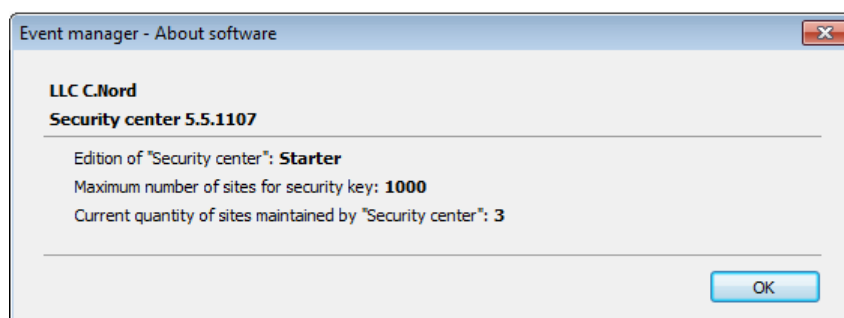 Event manager - About software
LLC C.Nord
Security center 5.5.1107
Edition of "Security center": Starter
Maximum number of sites for security key: 1000
Current quantity of sites maintained by "Security center": 3
OK